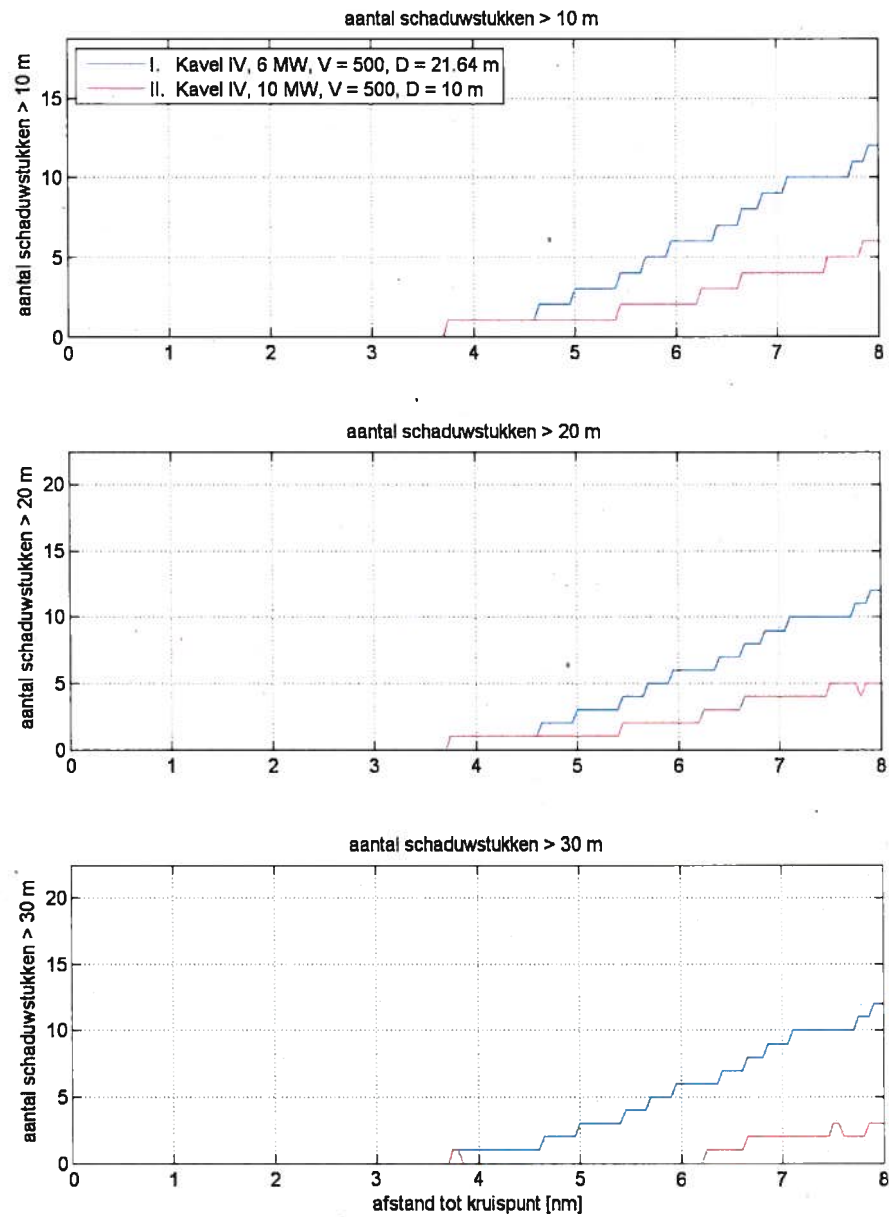 aantal schaduwstukken > 10 m
I. Kavel IV, 6 MW, V = 500, D = 21.64 m
II. Kavel IV, 10 MW, V = 500, D = 10 m
aantal schaduwstukken > 10 m
15
10
5
0
0 1 2 3 4 5 6 7 8
aantal schaduwstukken > 20 m
aantal schaduwstukken > 20 m
20
15
10
5
0
0 1 2 3 4 5 6 7 8
aantal schaduwstukken > 30 m
aantal schaduwstukken > 30 m
20
15
10
5
0
0 1 2 3 4 5 6 7 8
afstand tot kruispunt [nm]